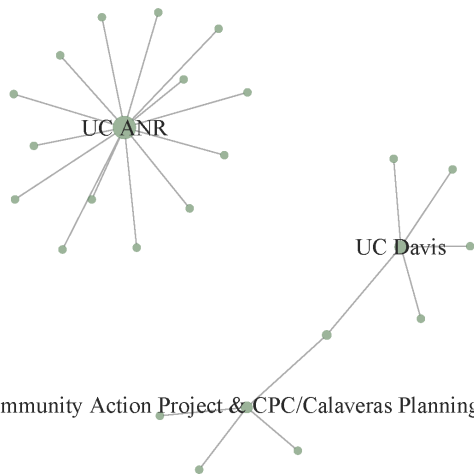 UC ANR
UC Davis
mmunity Action Project & CPC/Calaveras Planning